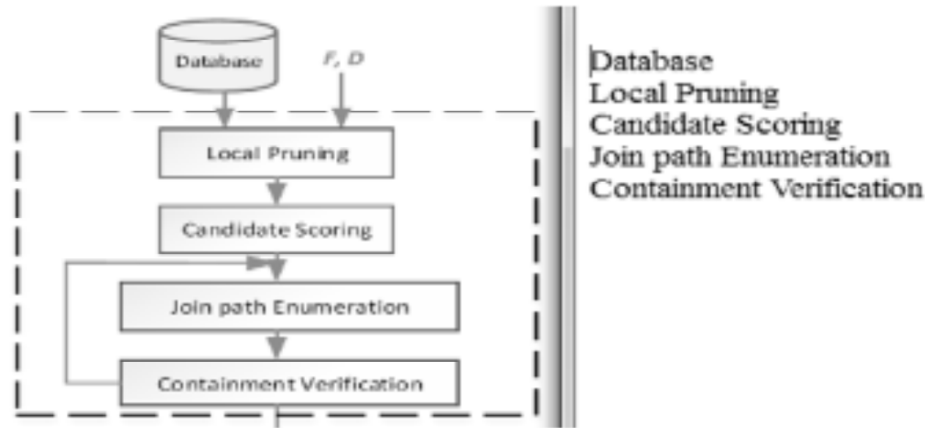 Database
F, D
Local Pruning
Candidate Scoring
Join path Enumeration
Containment Verification
Database
Local Pruning
Candidate Scoring
Join path Enumeration
Containment Verification